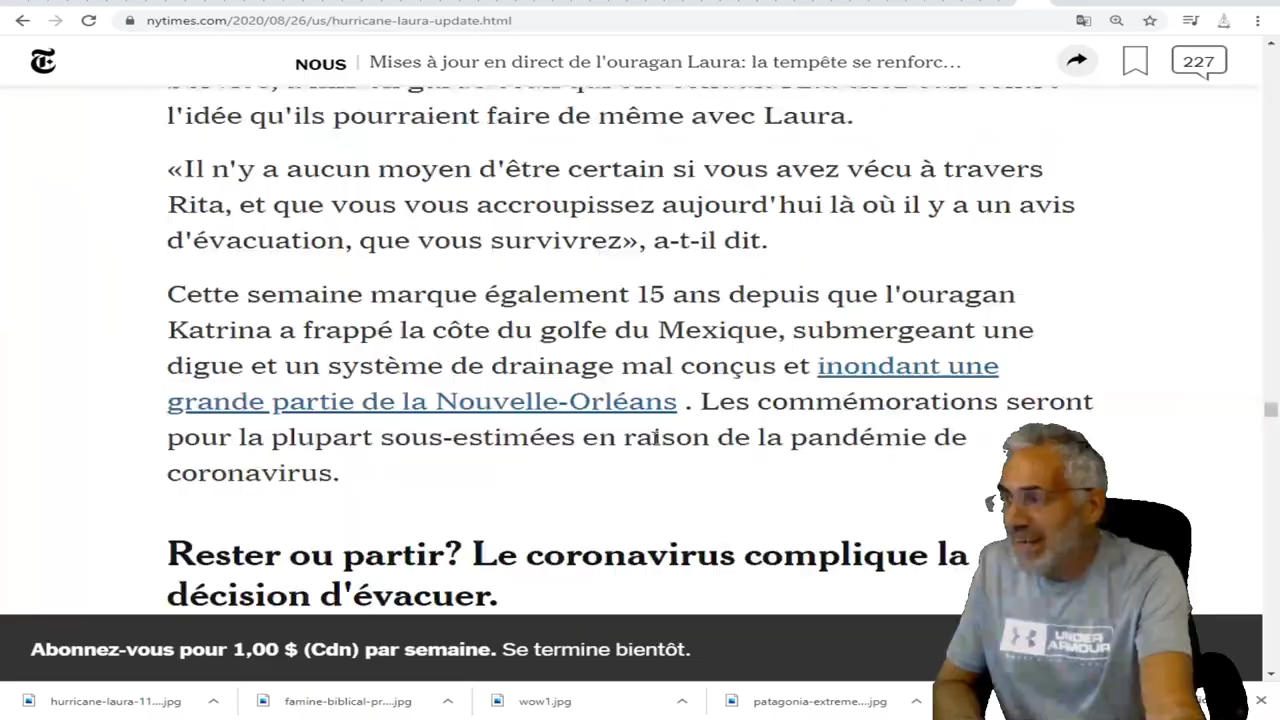 nytimes.com/2020/08/26/us/hurricane-laura-update.html
NOUS | Mises à jour en direct de l'ouragan Laura: la tempête se renforc…
227
l'idée qu'ils pourraient faire de même avec Laura.
«Il n'y a aucun moyen d'être certain si vous avez vécu à travers
Rita, et que vous vous accroupissez aujourd'hui là où il y a un avis
d'évacuation, que vous survivrez», a-t-il dit.
Cette semaine marque également 15 ans depuis que l'ouragan
Katrina a frappé la côte du golfe du Mexique, submergeant une
digue et un système de drainage mal conçus et inondant une
grande partie de la Nouvelle-Orléans . Les commémorations seront
pour la plupart sous-estimées en raison de la pandémie de
coronavirus.
Rester ou partir? Le coronavirus complique la
décision d'évacuer.
UNDER
ARMOUR
Abonnez-vous pour 1,00 $ (Cdn) par semaine. Se termine bientôt.
hurricane-laura-11....jpg
famine-biblical-pr....jpg
wow1.jpg
patagonia-extreme....jpg